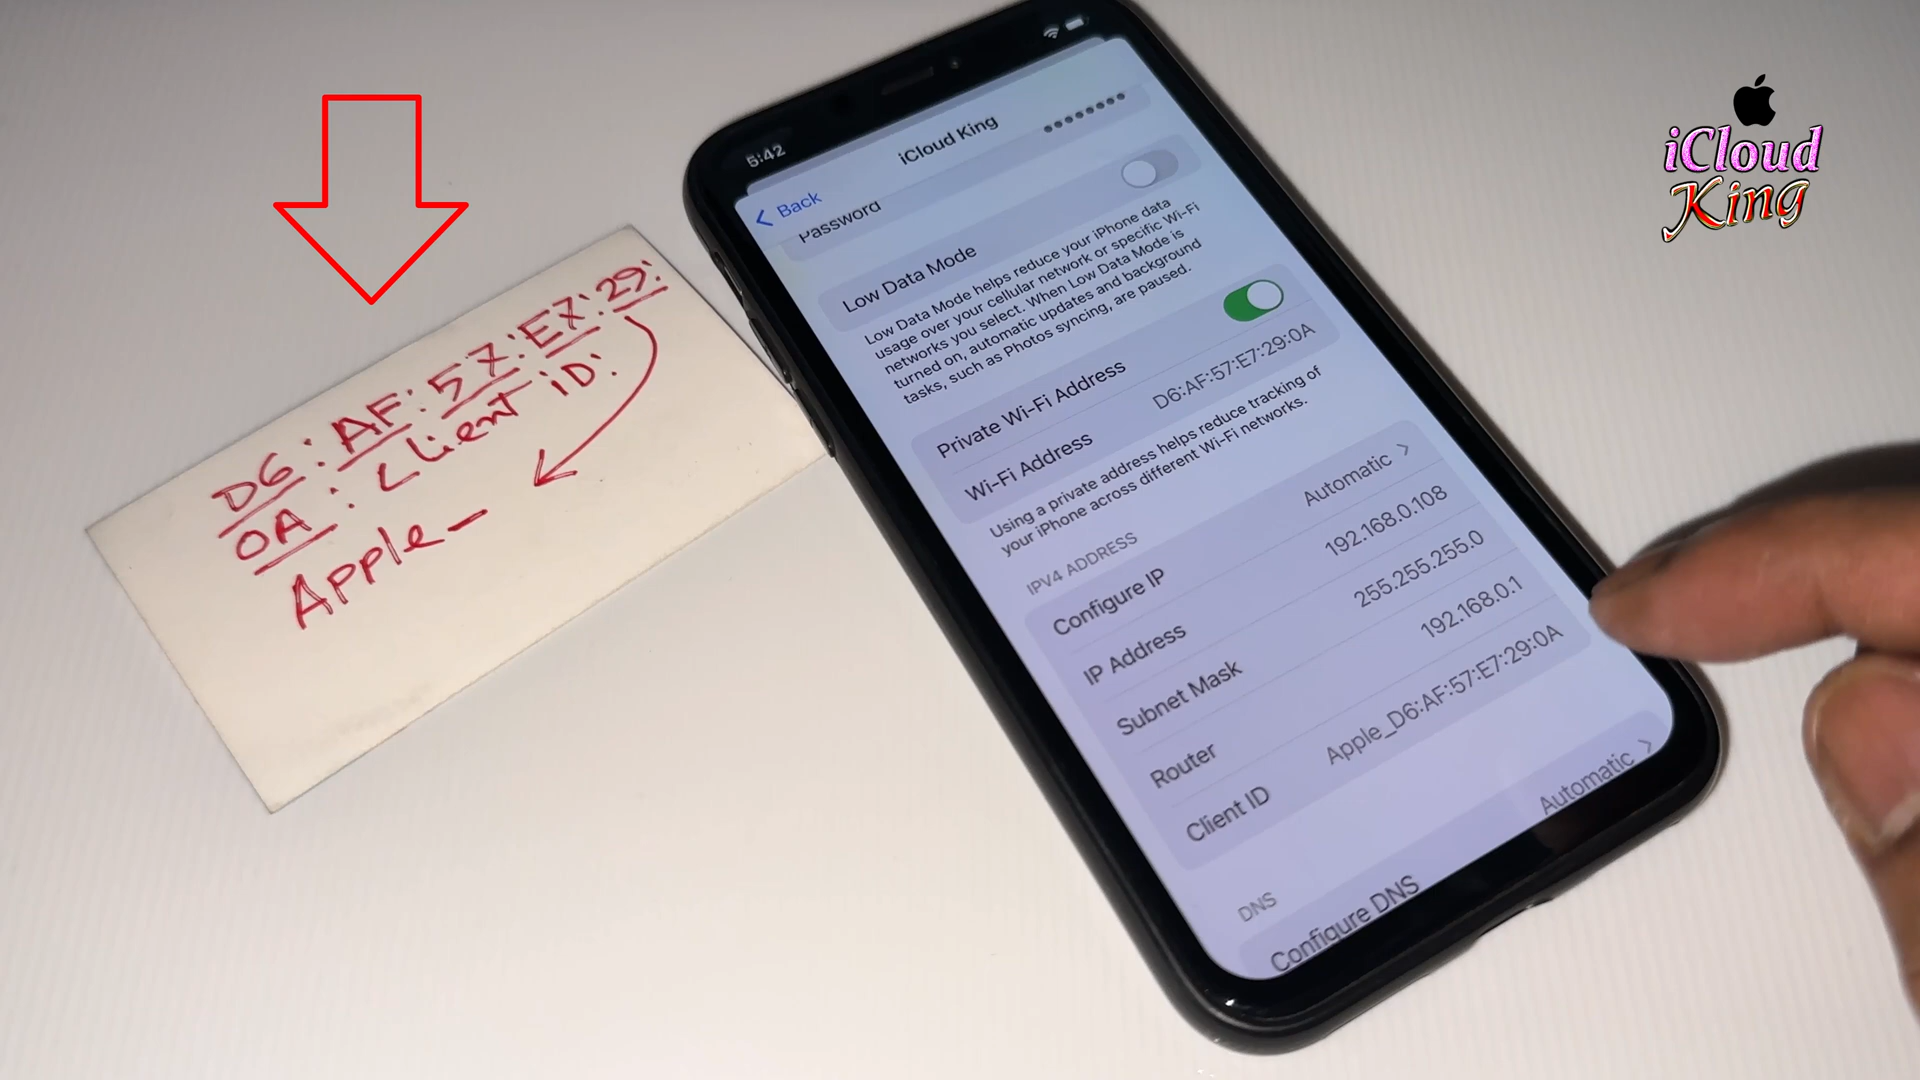 D6:AF:57:E7:29:
0A: Client iD:
Apple_
5:42
iCloud King
Back
Password
Low Data Mode
Low Data Mode helps reduce your iPhone data
usage over your cellular network or specific Wi-Fi
networks you select. When Low Data Mode is
turned on, automatic updates and background
tasks, such as Photos syncing, are paused.
Private Wi-Fi Address
Wi-Fi Address D6:AF:57:E7:29:0A
Using a private address helps reduce tracking of
your iPhone across different Wi-Fi networks.
IPV4 ADDRESS
Configure IP Automatic
IP Address 192.168.0.108
Subnet Mask 255.255.255.0
Router 192.168.0.1
Client ID Apple_D6:AF:57:E7:29:0A
DNS
Configure DNS Automatic
iCloud
King